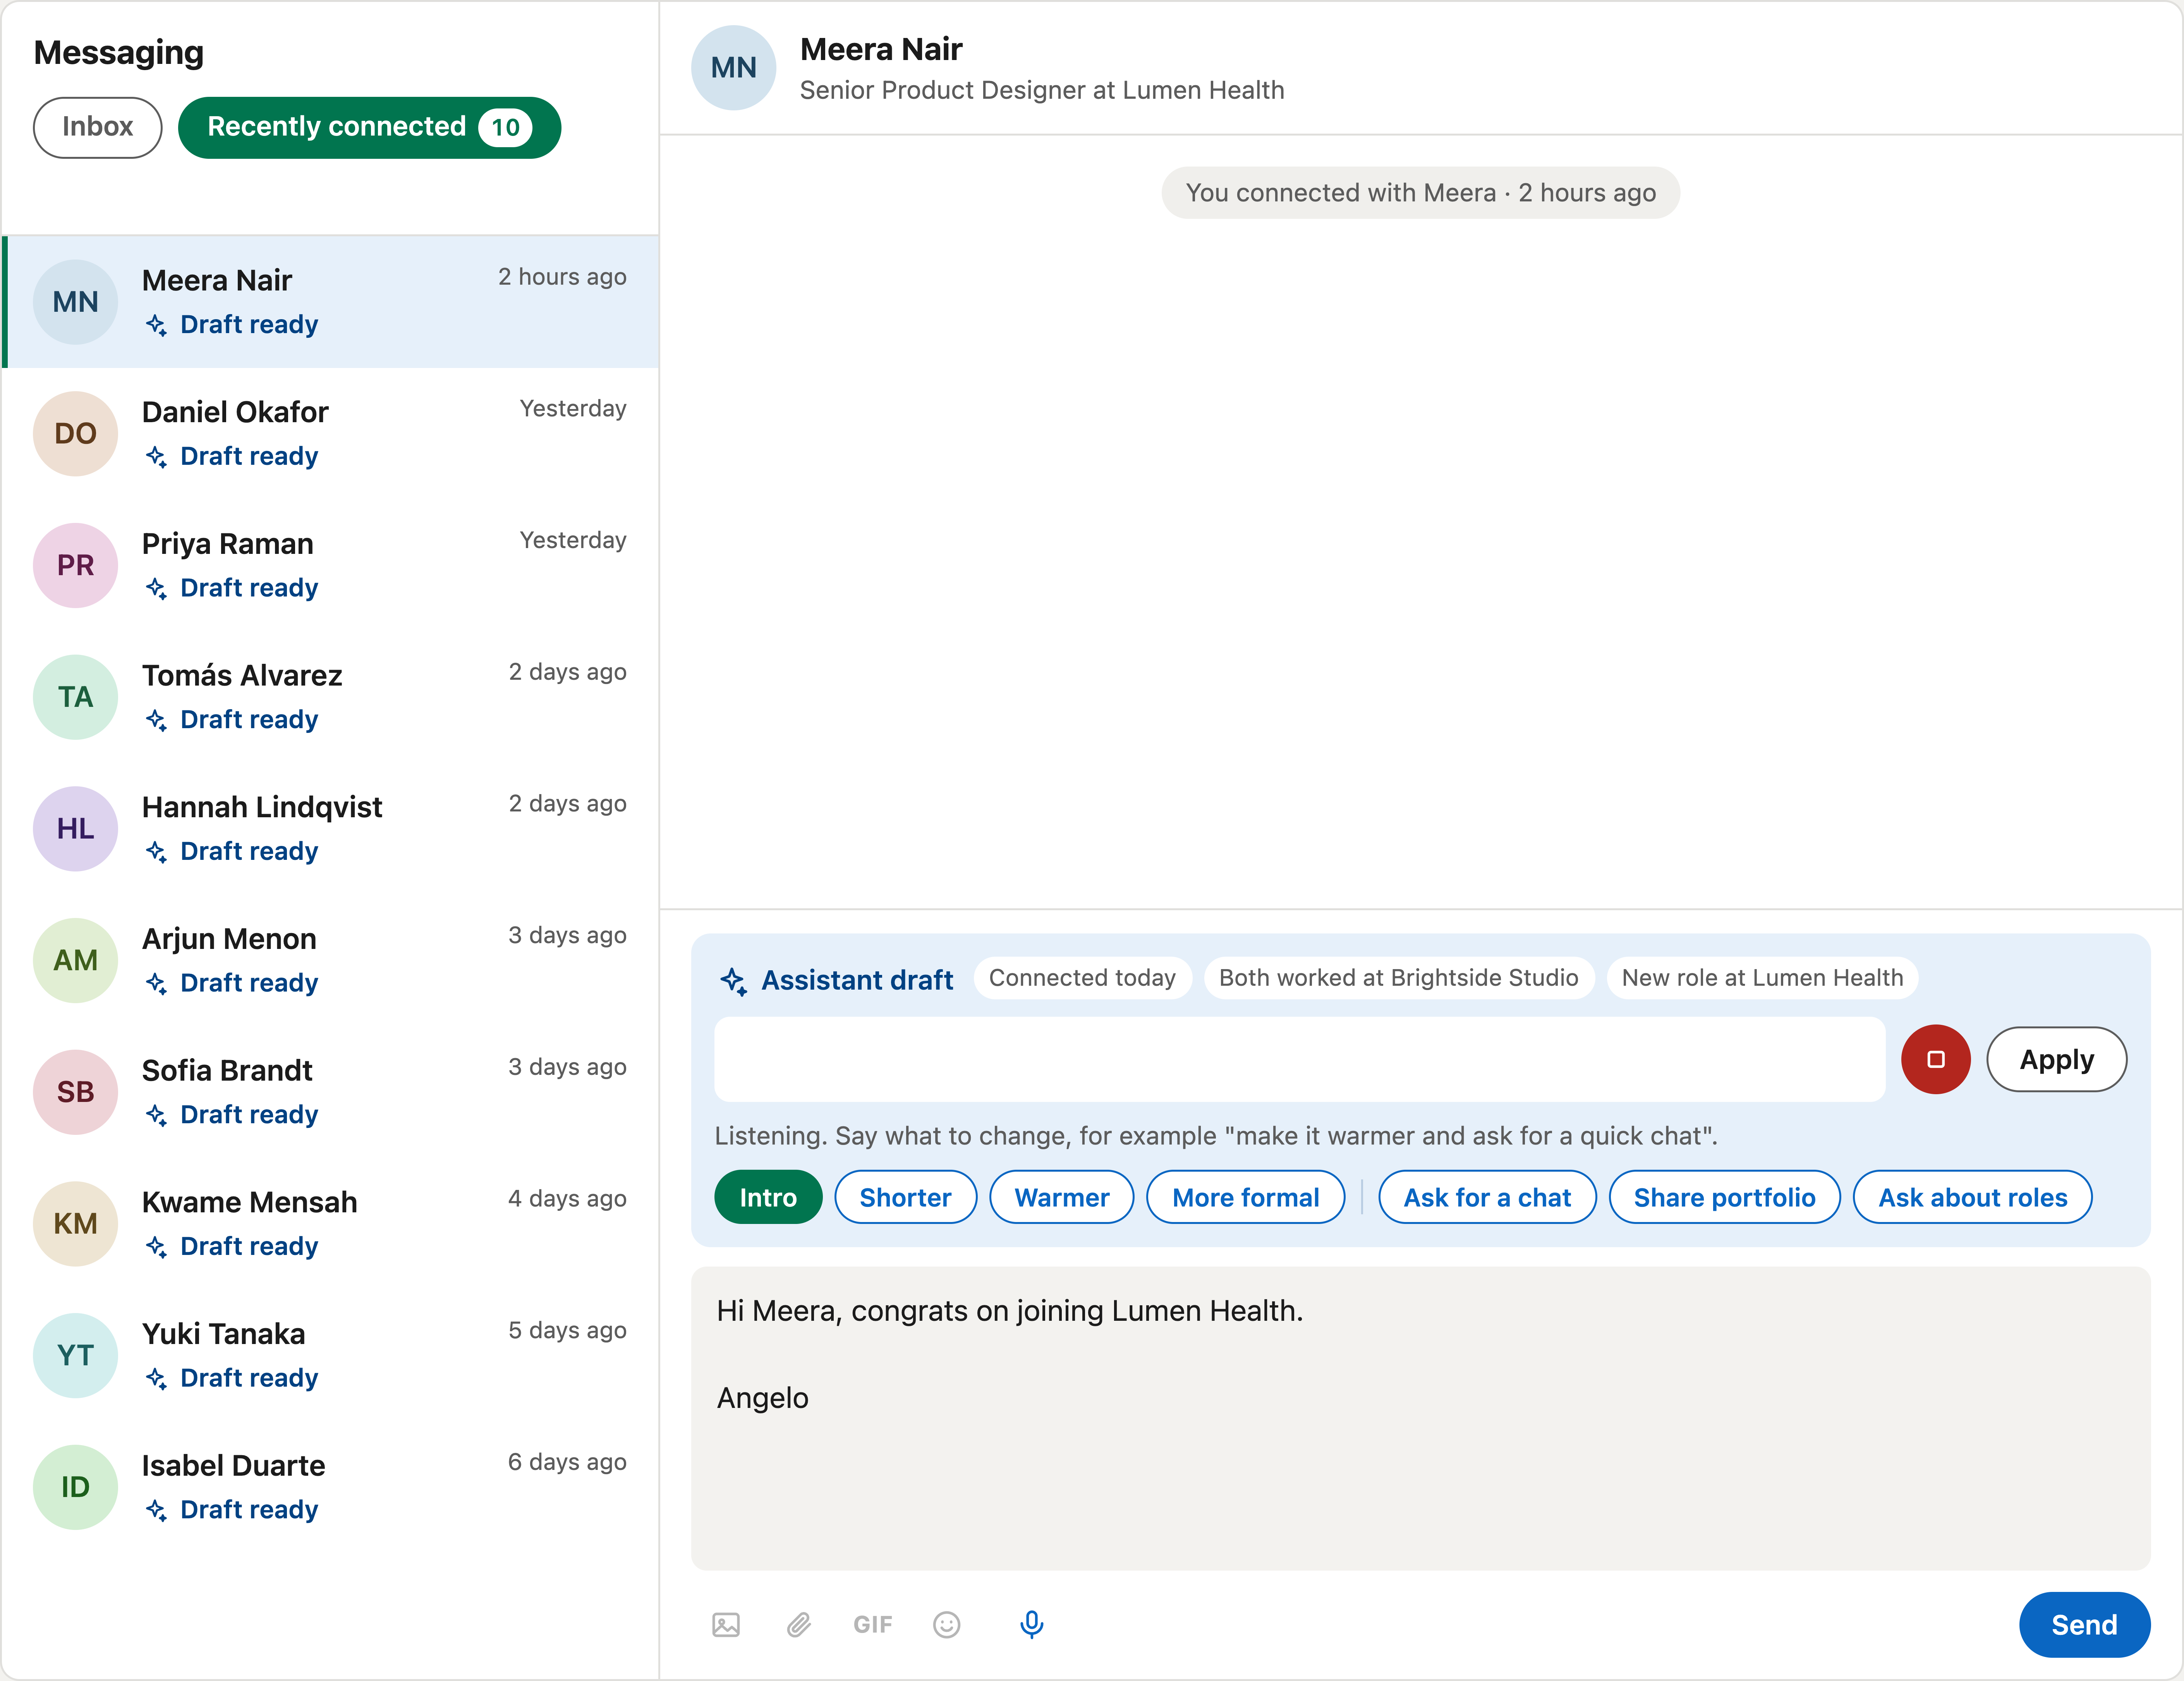 Messaging
Inbox
Recently connected 10
MN
Meera Nair
2 hours ago
Draft ready
DO
Daniel Okafor
Yesterday
Draft ready
PR
Priya Raman
Yesterday
Draft ready
TA
Tomás Alvarez
2 days ago
Draft ready
HL
Hannah Lindqvist
2 days ago
Draft ready
AM
Arjun Menon
3 days ago
Draft ready
SB
Sofia Brandt
3 days ago
Draft ready
KM
Kwame Mensah
4 days ago
Draft ready
YT
Yuki Tanaka
5 days ago
Draft ready
ID
Isabel Duarte
6 days ago
Draft ready
MN
Meera Nair
Senior Product Designer at Lumen Health
You connected with Meera · 2 hours ago
Assistant draft
Connected today
Both worked at Brightside Studio
New role at Lumen Health
Apply
Listening. Say what to change, for example "make it warmer and ask for a quick chat".
Intro
Shorter
Warmer
More formal
Ask for a chat
Share portfolio
Ask about roles
Hi Meera, congrats on joining Lumen Health.
Angelo
GIF
Send